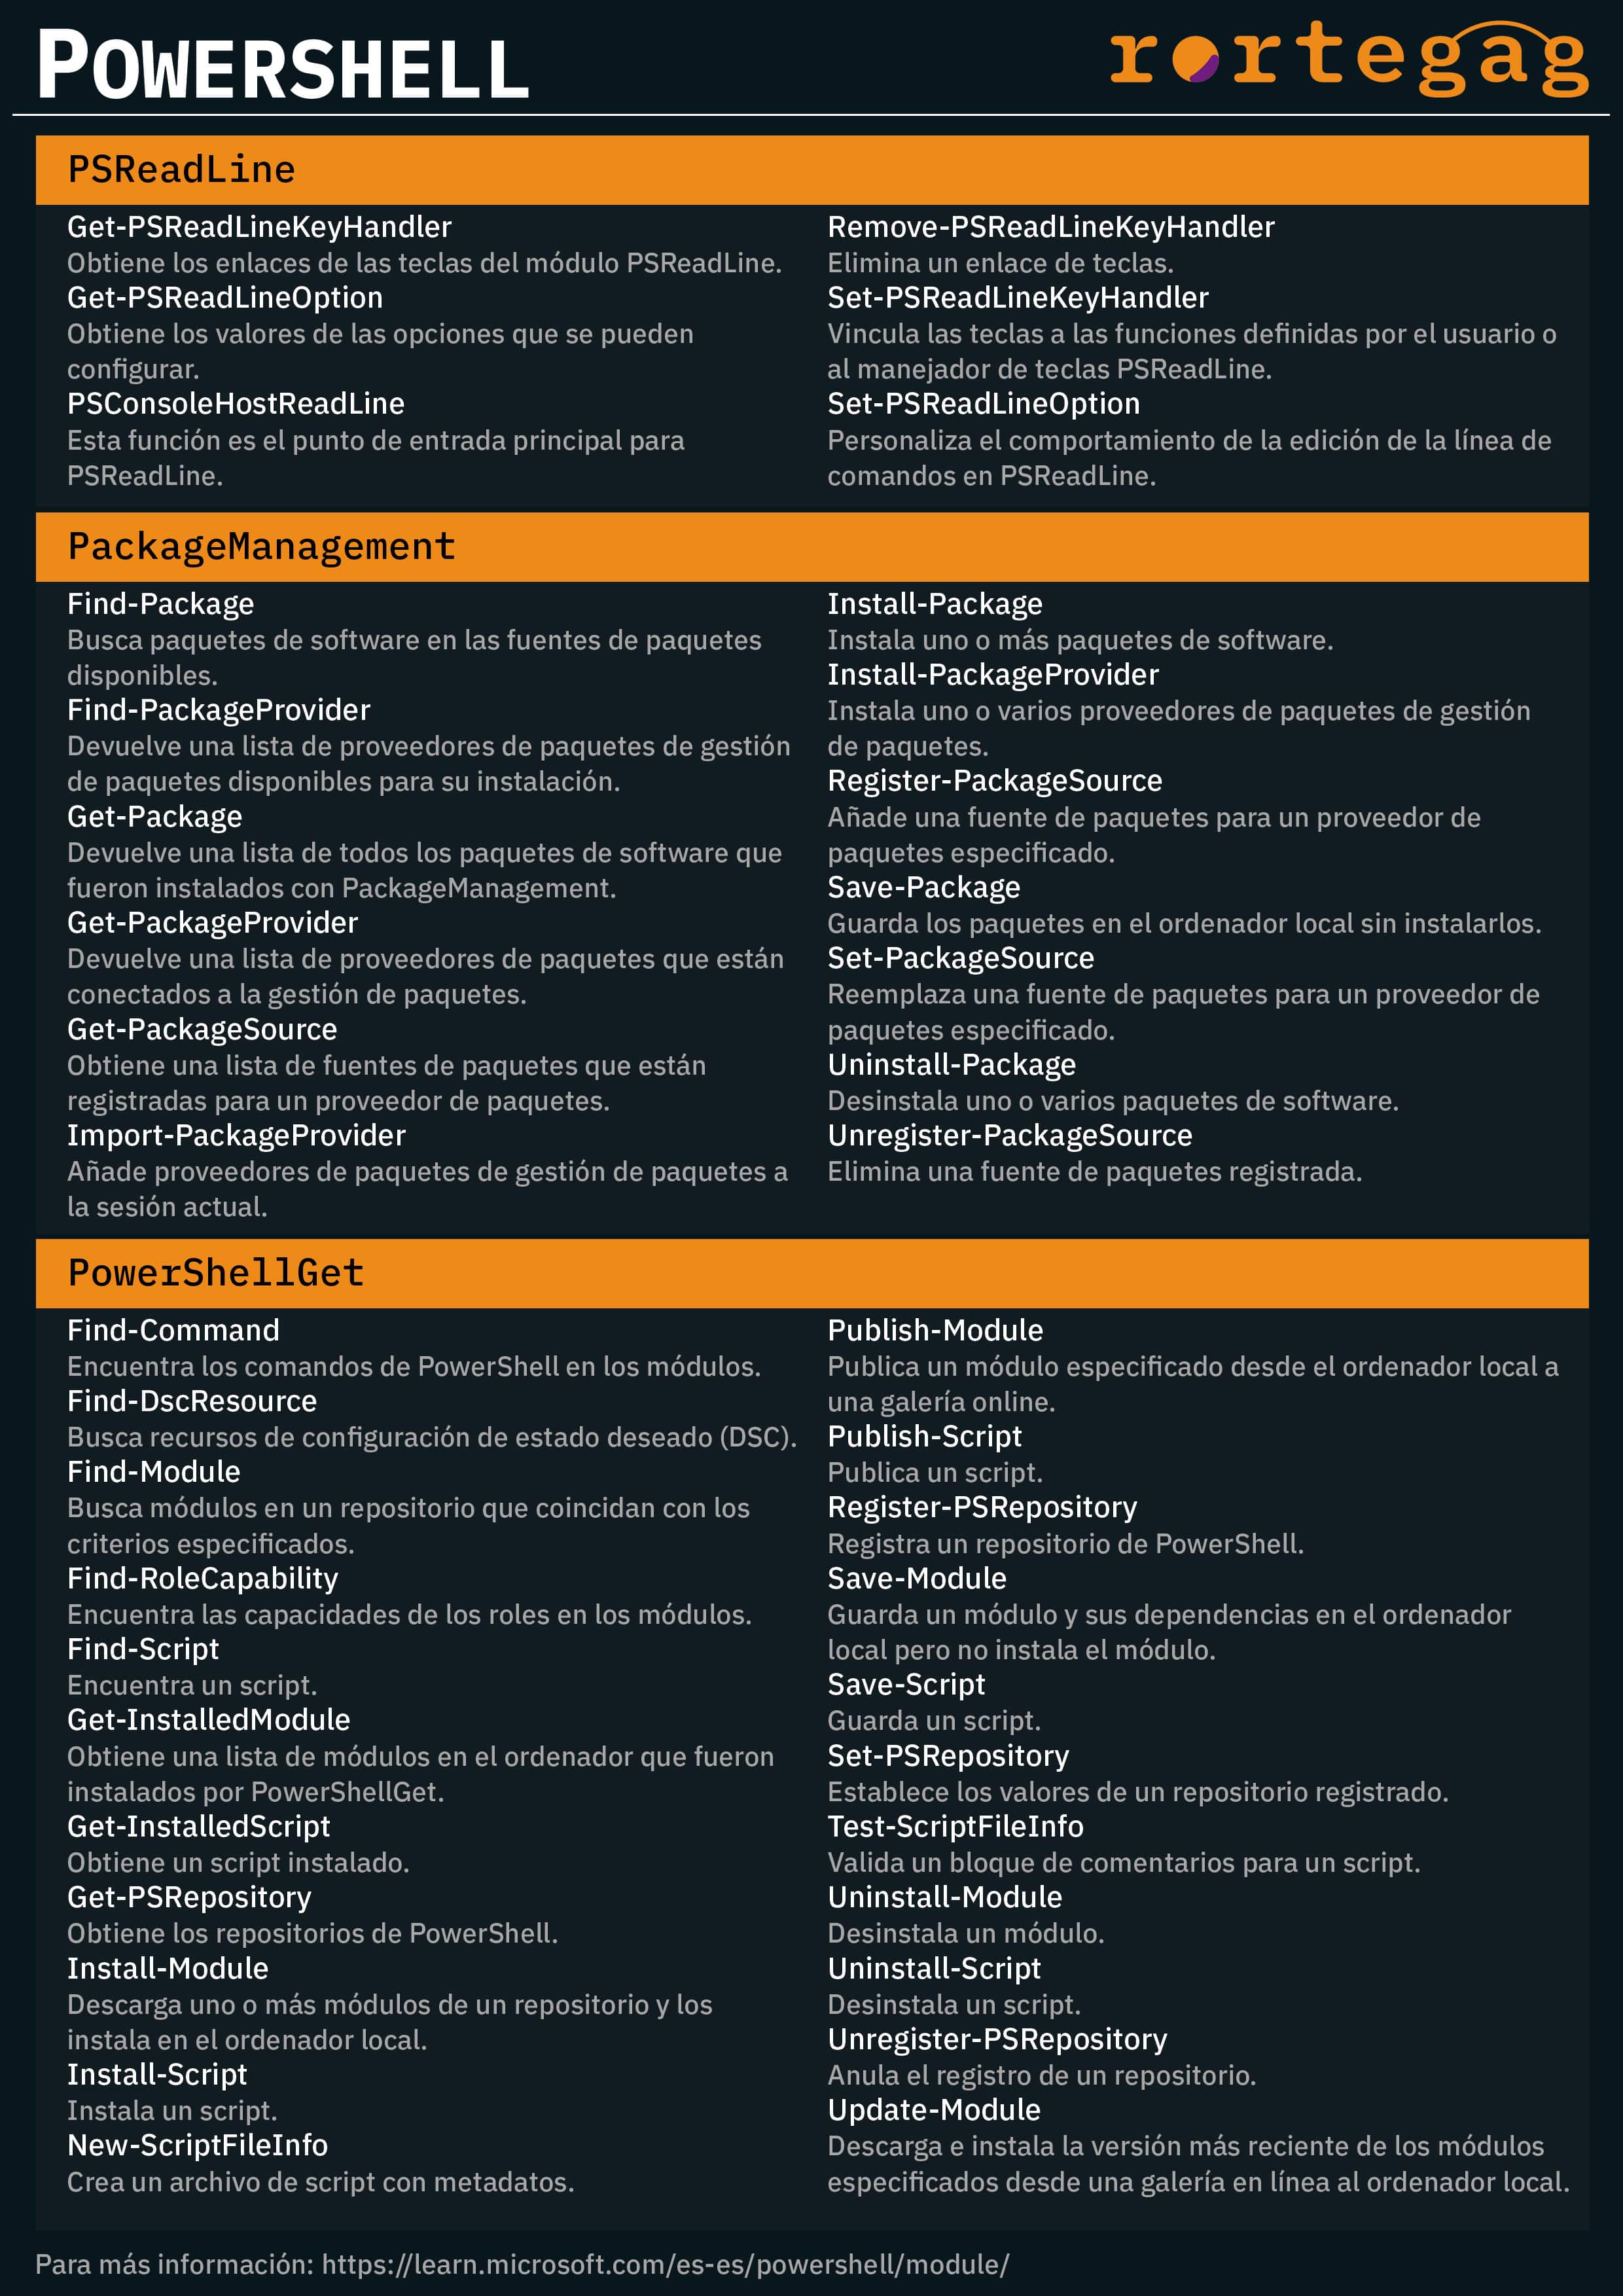 POWERSHELL
rortegag
PSReadLine
Get-PSReadLineKeyHandler
Obtiene los enlaces de las teclas del módulo PSReadLine.
Get-PSReadLineOption
Obtiene los valores de las opciones que se pueden
configurar.
PSConsoleHostReadLine
Esta función es el punto de entrada principal para
PSReadLine.
Remove-PSReadLineKeyHandler
Elimina un enlace de teclas.
Set-PSReadLineKeyHandler
Vincula las teclas a las funciones definidas por el usuario o
al manejador de teclas PSReadLine.
Set-PSReadLineOption
Personaliza el comportamiento de la edición de la línea de
comandos en PSReadLine.
PackageManagement
Find-Package
Busca paquetes de software en las fuentes de paquetes
disponibles.
Find-PackageProvider
Devuelve una lista de proveedores de paquetes de gestión
de paquetes disponibles para su instalación.
Get-Package
Devuelve una lista de todos los paquetes de software que
fueron instalados con PackageManagement.
Get-PackageProvider
Devuelve una lista de proveedores de paquetes que están
conectados a la gestión de paquetes.
Get-PackageSource
Obtiene una lista de fuentes de paquetes que están
registradas para un proveedor de paquetes.
Import-PackageProvider
Añade proveedores de paquetes de gestión de paquetes a
la sesión actual.
Install-Package
Instala uno o más paquetes de software.
Install-PackageProvider
Instala uno o varios proveedores de paquetes de gestión
de paquetes.
Register-PackageSource
Añade una fuente de paquetes para un proveedor de
paquetes especificado.
Save-Package
Guarda los paquetes en el ordenador local sin instalarlos.
Set-PackageSource
Reemplaza una fuente de paquetes para un proveedor de
paquetes especificado.
Uninstall-Package
Desinstala uno o varios paquetes de software.
Unregister-PackageSource
Elimina una fuente de paquetes registrada.
PowerShellGet
Find-Command
Encuentra los comandos de PowerShell en los módulos.
Find-DscResource
Busca recursos de configuración de estado deseado (DSC).
Find-Module
Busca módulos en un repositorio que coincidan con los
criterios especificados.
Find-RoleCapability
Encuentra las capacidades de los roles en los módulos.
Find-Script
Encuentra un script.
Get-InstalledModule
Obtiene una lista de módulos en el ordenador que fueron
instalados por PowerShellGet.
Get-InstalledScript
Obtiene un script instalado.
Get-PSRepository
Obtiene los repositorios de PowerShell.
Install-Module
Descarga uno o más módulos de un repositorio y los
instala en el ordenador local.
Install-Script
Instala un script.
New-ScriptFileInfo
Crea un archivo de script con metadatos.
Publish-Module
Publica un módulo especificado desde el ordenador local a
una galería online.
Publish-Script
Publica un script.
Register-PSRepository
Registra un repositorio de PowerShell.
Save-Module
Guarda un módulo y sus dependencias en el ordenador
local pero no instala el módulo.
Save-Script
Guarda un script.
Set-PSRepository
Establece los valores de un repositorio registrado.
Test-ScriptFileInfo
Valida un bloque de comentarios para un script.
Uninstall-Module
Desinstala un módulo.
Uninstall-Script
Desinstala un script.
Unregister-PSRepository
Anula el registro de un repositorio.
Update-Module
Descarga e instala la versión más reciente de los módulos
especificados desde una galería en línea al ordenador local.
Para más información: https://learn.microsoft.com/es-es/powershell/module/